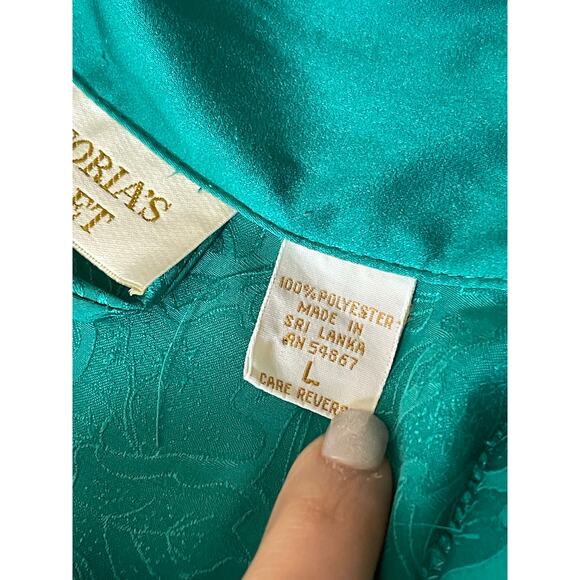 ORIA'S
ET
100% POLYESTER
MADE IN
SRI LANKA
RN 54867
L
CARE REVERS